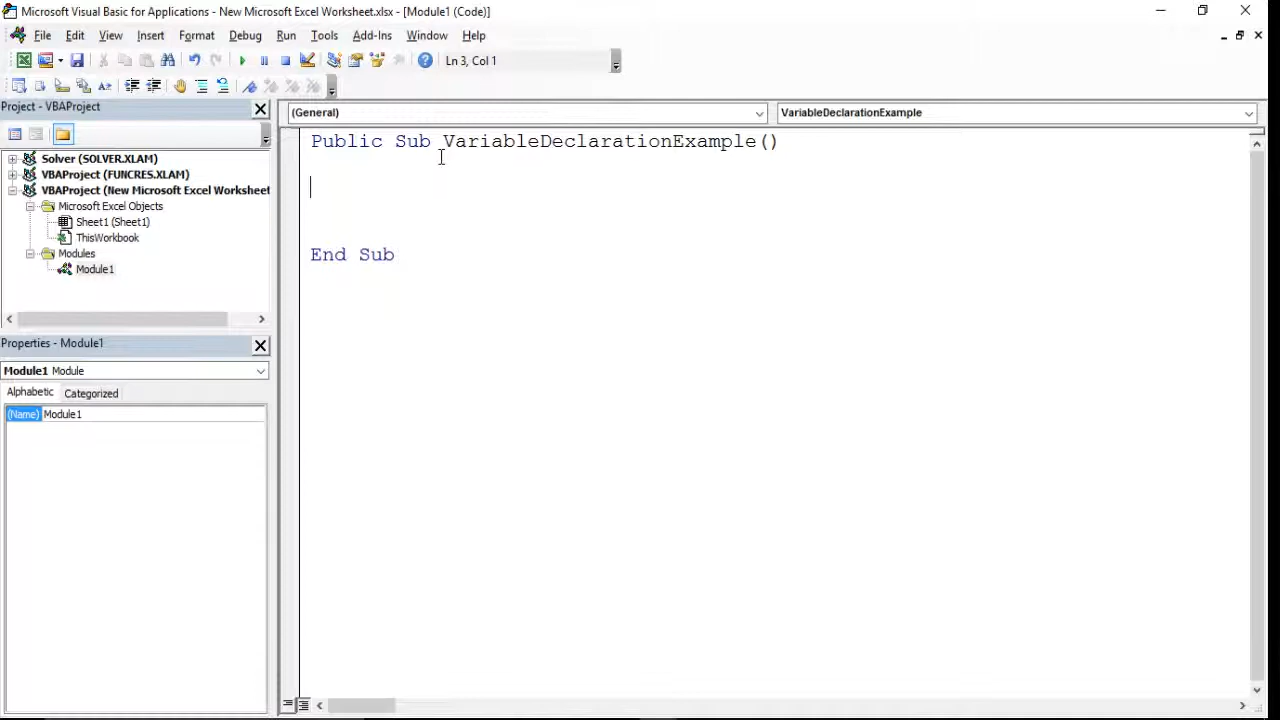 Microsoft Visual Basic for Applications - New Microsoft Excel Worksheet.xlsx - [Module1 (Code)]
File Edit View Insert Format Debug Run Tools Add-Ins Window Help
Ln 3, Col 1
Project - VBAProject
(General) VariableDeclarationExample
Public Sub VariableDeclarationExample()
Solver (SOLVER.XLAM)
VBAProject (FUNCRES.XLAM)
VBAProject (New Microsoft Excel Worksheet
Microsoft Excel Objects
Sheet1 (Sheet1)
ThisWorkbook
Modules
Module1
End Sub
Properties - Module1
Module1 Module
Alphabetic Categorized
(Name) Module1